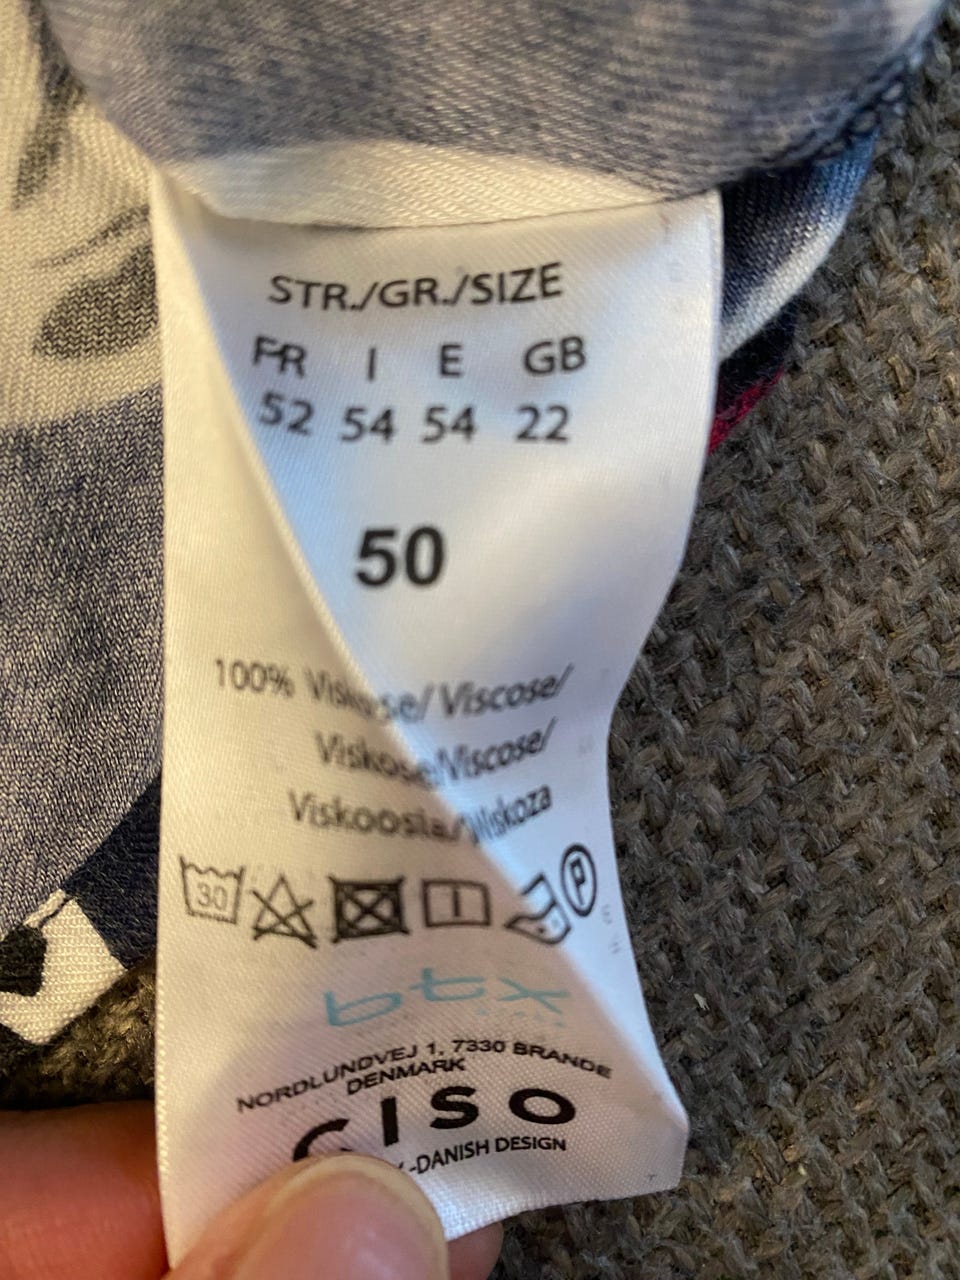 STR./GR./SIZE
FR I E GB
52 54 54 22
50
100% Viskose/ Viscose/
Viskose/Viscose/
Viskoosia/Wiskoza
30 P
btx
NORDLUNDVEJ 1, 7330 BRANDE
DENMARK
CISO
-DANISH DESIGN